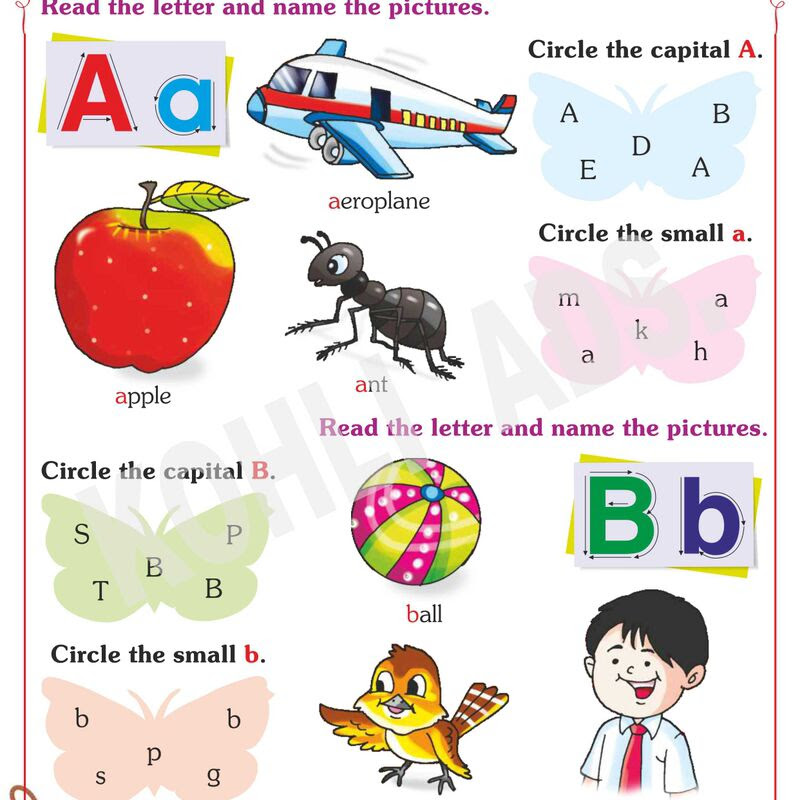 Read the letter and name the pictures.
A a
aeroplane
apple
ant
Circle the capital A.
A B
D
E A
Circle the small a.
m a
k
a h
Circle the capital B.
S P
B
T B
Circle the small b.
b b
p
s g
Read the letter and name the pictures.
B b
ball
KOHLI ADS.